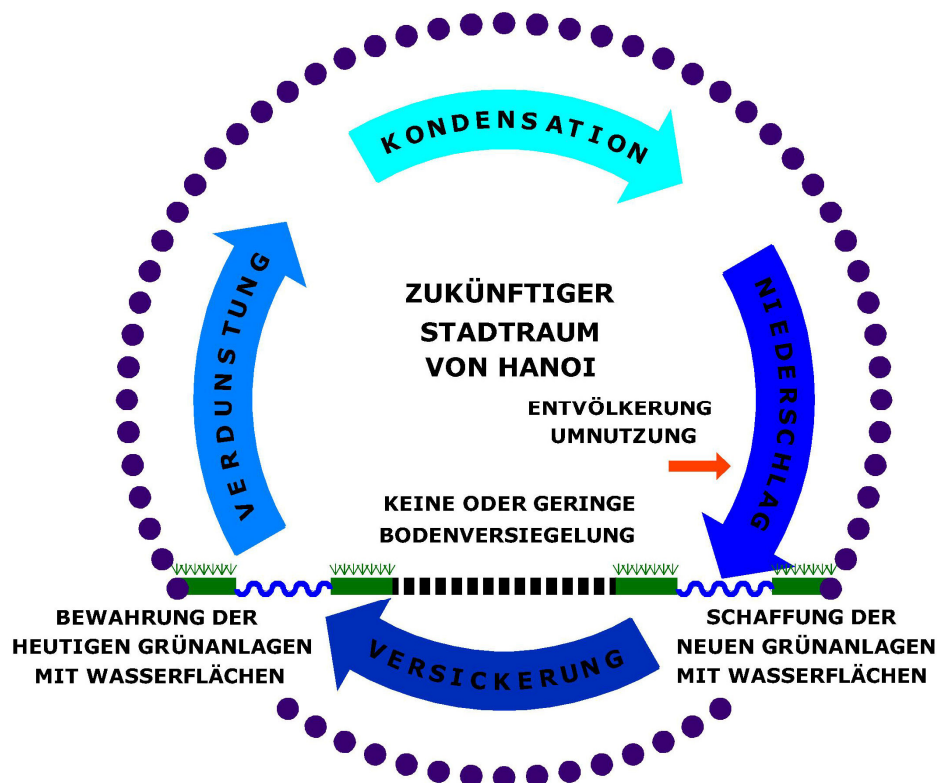 KONDENSATION
VERDUNSTUNG
NIEDERSCHLAG
ZUKÜNFTIGER
STADTRAUM
VON HANOI
ENTVÖLKERUNG
UMNUTZUNG
KEINE ODER GERINGE
BODENVERSIEGELUNG
BEWAHRUNG DER
HEUTIGEN GRÜNANLAGEN
MIT WASSERFLÄCHEN
VERSICKERUNG
SCHAFFUNG DER
NEUEN GRÜNANLAGEN
MIT WASSERFLÄCHEN